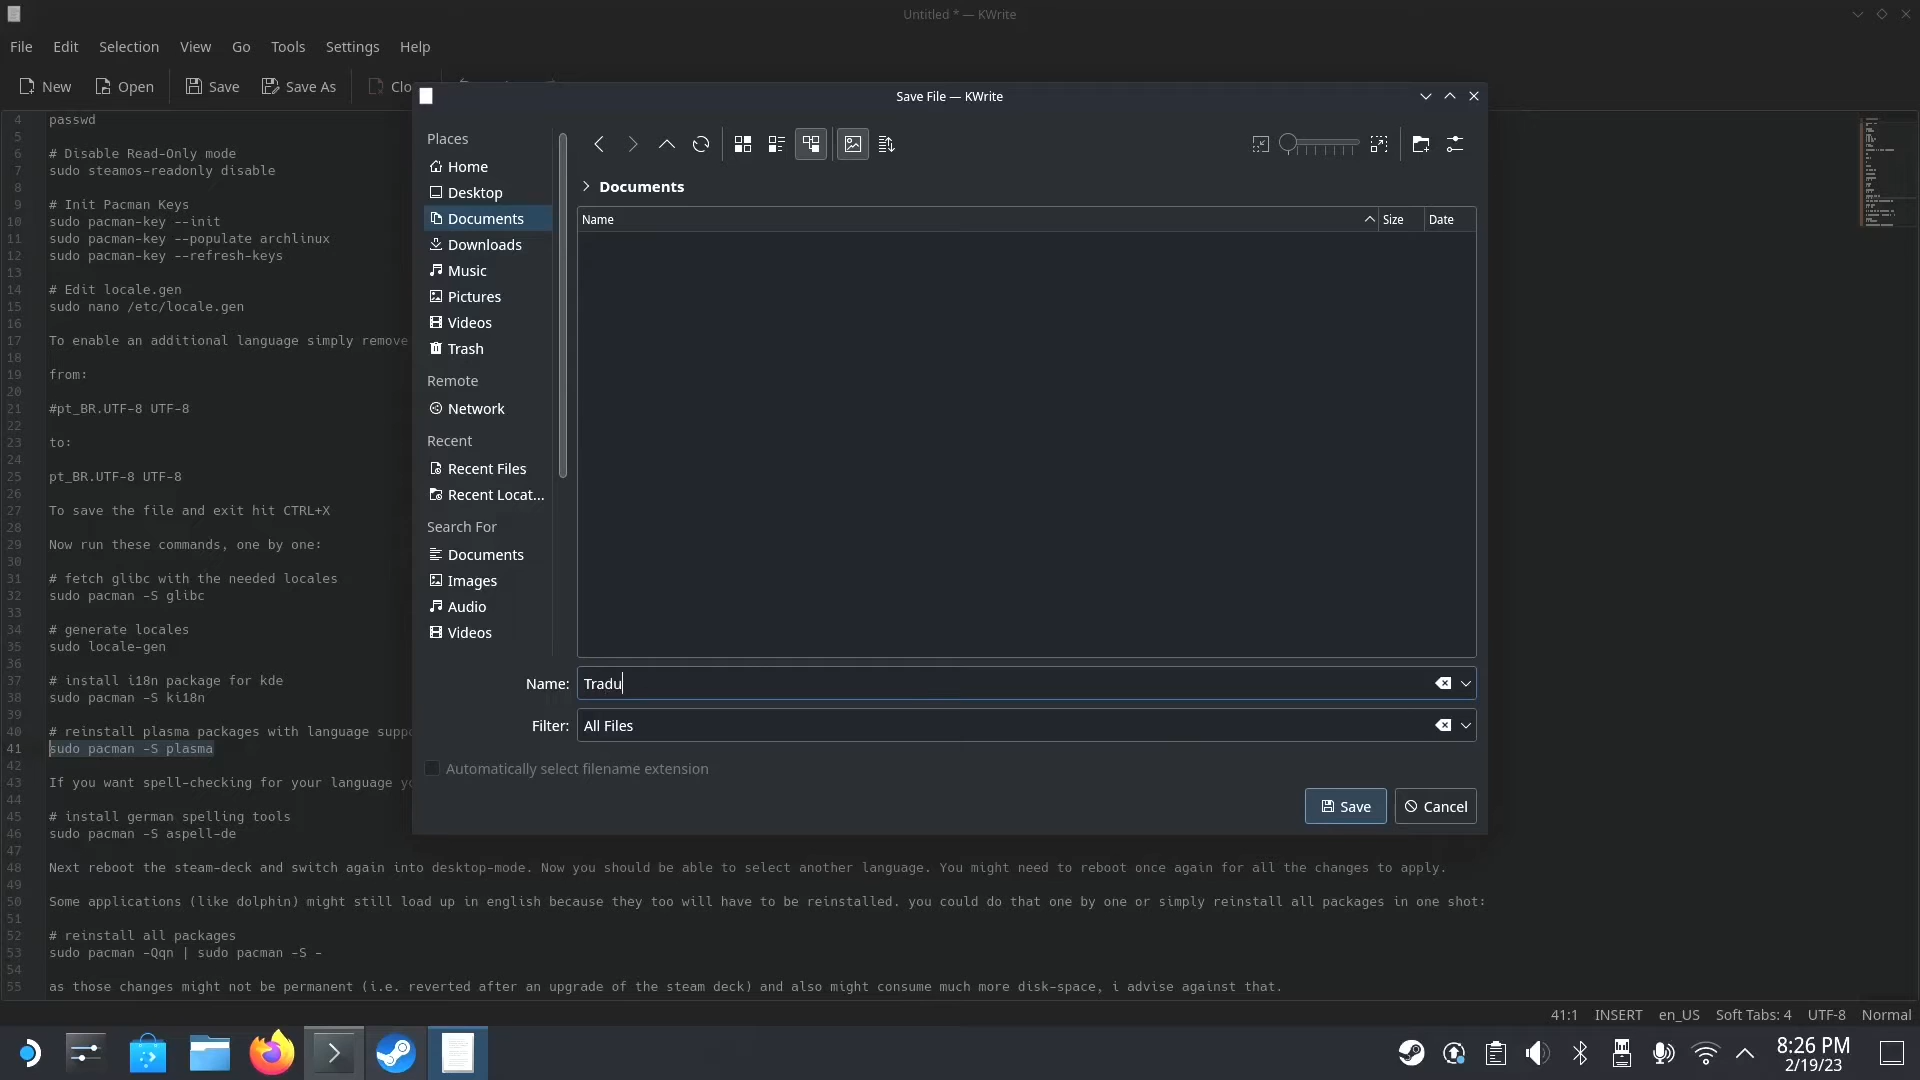 Untitled * — KWrite
File Edit Selection View Go Tools Settings Help
New Open Save Save As Clo
4 passwd
5
6 # Disable Read-Only mode
7 sudo steamos-readonly disable
8
9 # Init Pacman Keys
10 sudo pacman-key --init
11 sudo pacman-key --populate archlinux
12 sudo pacman-key --refresh-keys
13
14 # Edit locale.gen
15 sudo nano /etc/locale.gen
16
17 To enable an additional language simply remove
18
19 from:
20
21 #pt_BR.UTF-8 UTF-8
22
23 to:
24
25 pt_BR.UTF-8 UTF-8
26
27 To save the file and exit hit CTRL+X
28
29 Now run these commands, one by one:
30
31 # fetch glibc with the needed locales
32 sudo pacman -S glibc
33
34 # generate locales
35 sudo locale-gen
36
37 # install i18n package for kde
38 sudo pacman -S ki18n
39
40 # reinstall plasma packages with language suppo
41 sudo pacman -S plasma
42
43 If you want spell-checking for your language yo
44
45 # install german spelling tools
46 sudo pacman -S aspell-de
47
48 Next reboot the steam-deck and switch again into desktop-mode. Now you should be able to select another language. You might need to reboot once again for all the changes to apply.
49
50 Some applications (like dolphin) might still load up in english because they too will have to be reinstalled. you could do that one by one or simply reinstall all packages in one shot:
51
52 # reinstall all packages
53 sudo pacman -Qqn | sudo pacman -S -
54
55 as those changes might not be permanent (i.e. reverted after an upgrade of the steam deck) and also might consume much more disk-space, i advise against that.
Save File — KWrite
Places
Home
Desktop
Documents
Downloads
Music
Pictures
Videos
Trash
Remote
Network
Recent
Recent Files
Recent Locat...
Search For
Documents
Images
Audio
Videos
Documents
Name Size Date
Name: Tradu
Filter: All Files
Automatically select filename extension
Save Cancel
41:1 INSERT en_US Soft Tabs: 4 UTF-8 Normal
8:26 PM
2/19/23